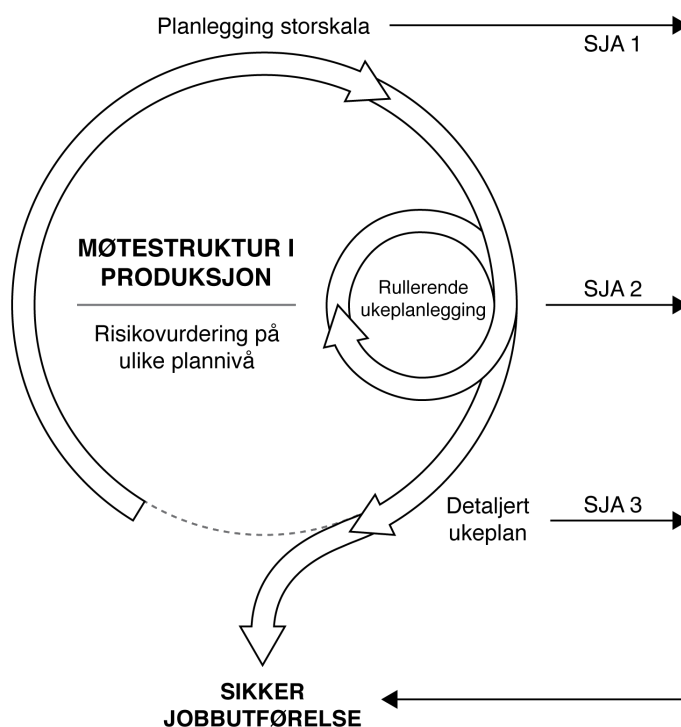 Planlegging storskala
SJA 1
MØTESTRUKTUR I
PRODUKSJON
Risikovurdering på
ulike plannivå
Rullerende
ukeplanlegging
SJA 2
Detaljert
ukeplan
SJA 3
SIKKER
JOBBUTFØRELSE